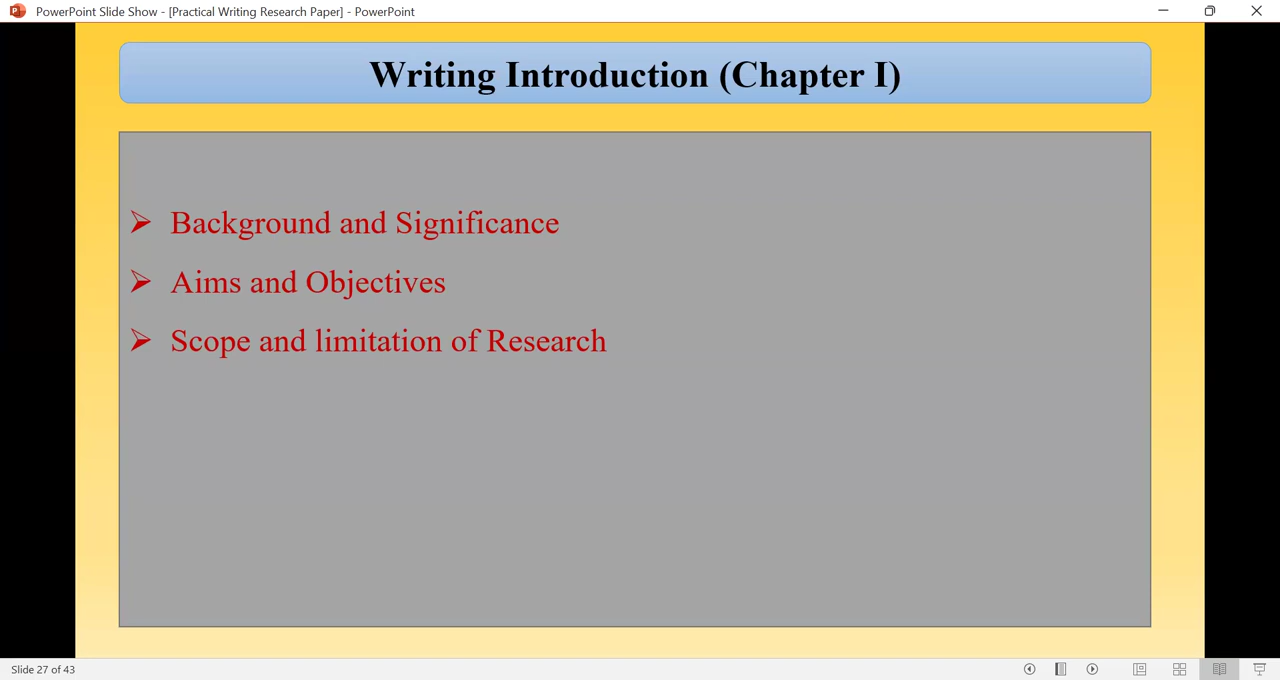 PowerPoint Slide Show - [Practical Writing Research Paper] - PowerPoint
Writing Introduction (Chapter I)
Background and Significance
Aims and Objectives
Scope and limitation of Research
Slide 27 of 43